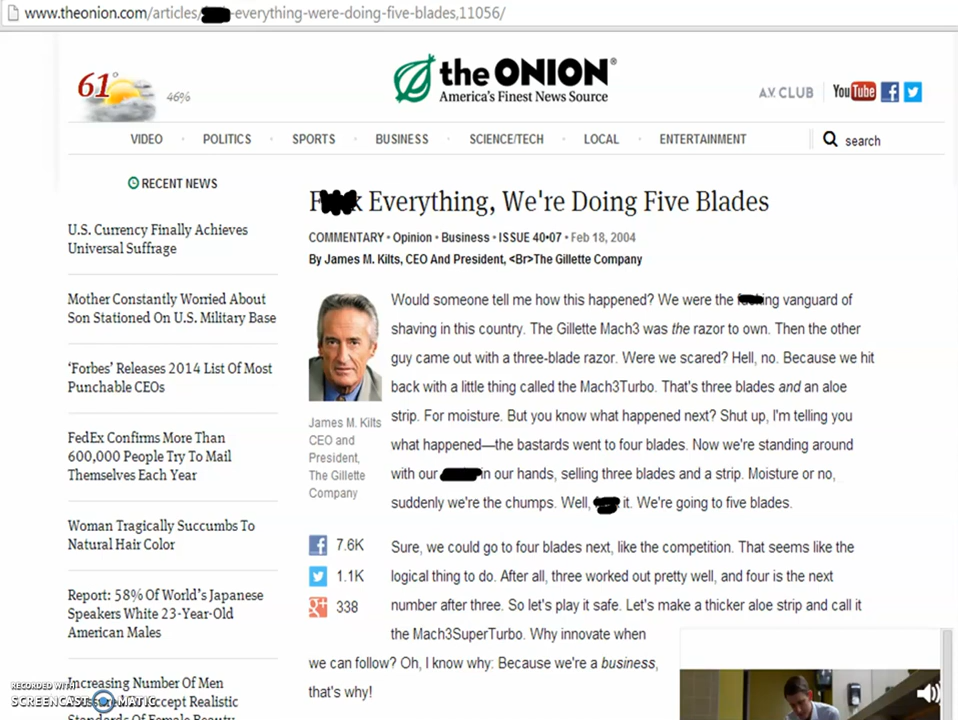 www.theonion.com/articles/ -everything-were-doing-five-blades,11056/
61°
46%
the ONION®
America's Finest News Source
A.V. CLUB
You Tube
VIDEO · POLITICS · SPORTS · BUSINESS · SCIENCE/TECH · LOCAL · ENTERTAINMENT
search
RECENT NEWS
U.S. Currency Finally Achieves
Universal Suffrage
Mother Constantly Worried About
Son Stationed On U.S. Military Base
‘Forbes’ Releases 2014 List Of Most
Punchable CEOs
FedEx Confirms More Than
600,000 People Try To Mail
Themselves Each Year
Woman Tragically Succumbs To
Natural Hair Color
Report: 58% Of World’s Japanese
Speakers White 23-Year-Old
American Males
Increasing Number Of Men
Accept Realistic
Standards Of Female Beauty
F k Everything, We're Doing Five Blades
COMMENTARY • Opinion • Business • ISSUE 40•07 • Feb 18, 2004
By James M. Kilts, CEO And President, <Br>The Gillette Company
James M. Kilts
CEO and
President,
The Gillette
Company
7.6K
1.1K
338
Would someone tell me how this happened? We were the ing vanguard of
shaving in this country. The Gillette Mach3 was the razor to own. Then the other
guy came out with a three-blade razor. Were we scared? Hell, no. Because we hit
back with a little thing called the Mach3Turbo. That's three blades and an aloe
strip. For moisture. But you know what happened next? Shut up, I'm telling you
what happened—the bastards went to four blades. Now we're standing around
with our in our hands, selling three blades and a strip. Moisture or no,
suddenly we're the chumps. Well, it. We're going to five blades.
Sure, we could go to four blades next, like the competition. That seems like the
logical thing to do. After all, three worked out pretty well, and four is the next
number after three. So let's play it safe. Let's make a thicker aloe strip and call it
the Mach3SuperTurbo. Why innovate when
we can follow? Oh, I know why: Because we're a business,
that's why!
RECORDED WITH
SCREENCAST MATIC